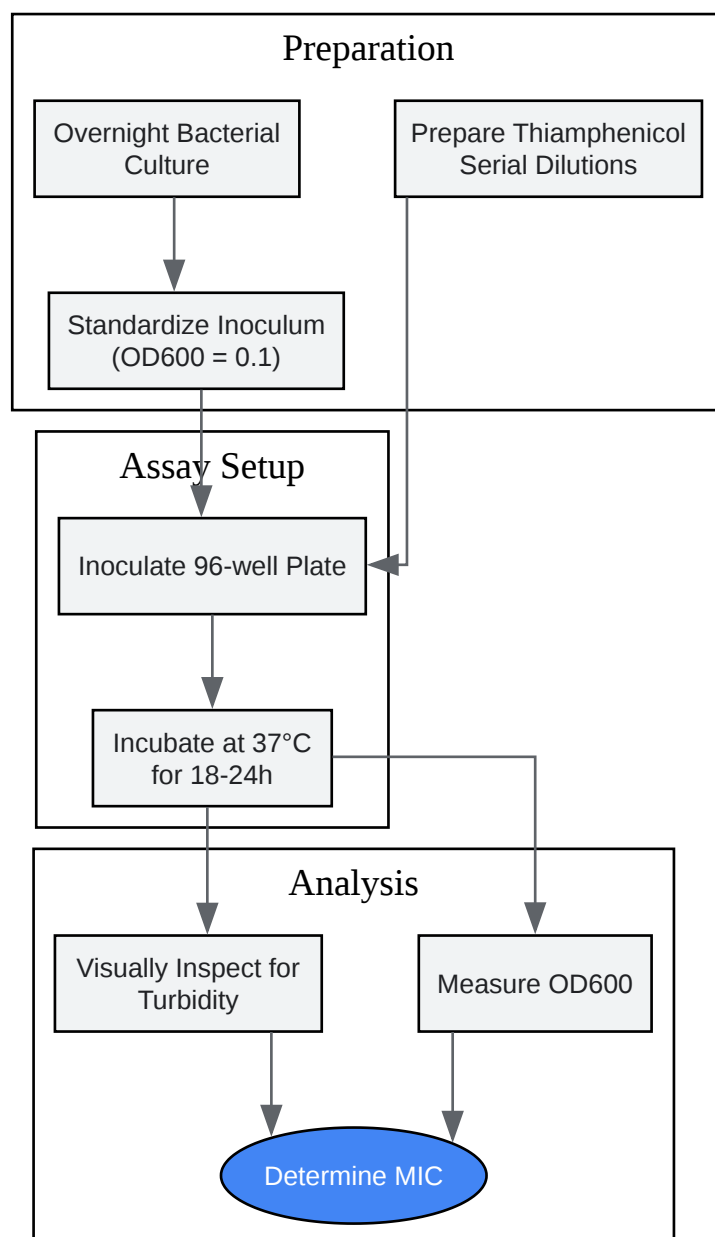 Preparation
Overnight Bacterial
Culture
Prepare Thiamphenicol
Serial Dilutions
Standardize Inoculum
(OD600 = 0.1)
Assay Setup
Inoculate 96-well Plate
Incubate at 37°C
for 18-24h
Analysis
Visually Inspect for
Turbidity
Measure OD600
Determine MIC